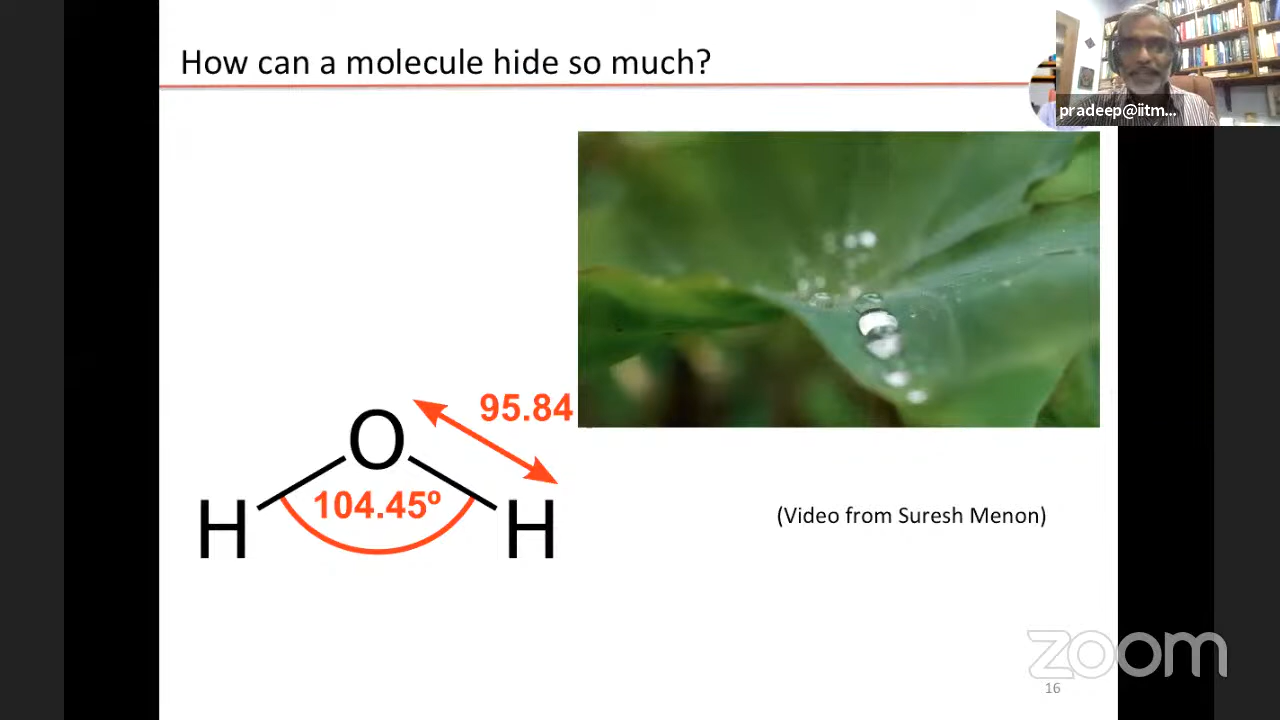 How can a molecule hide so much?
pradeep@iitm...
95.84
O
104.45º
H
H
(Video from Suresh Menon)
zoom
16